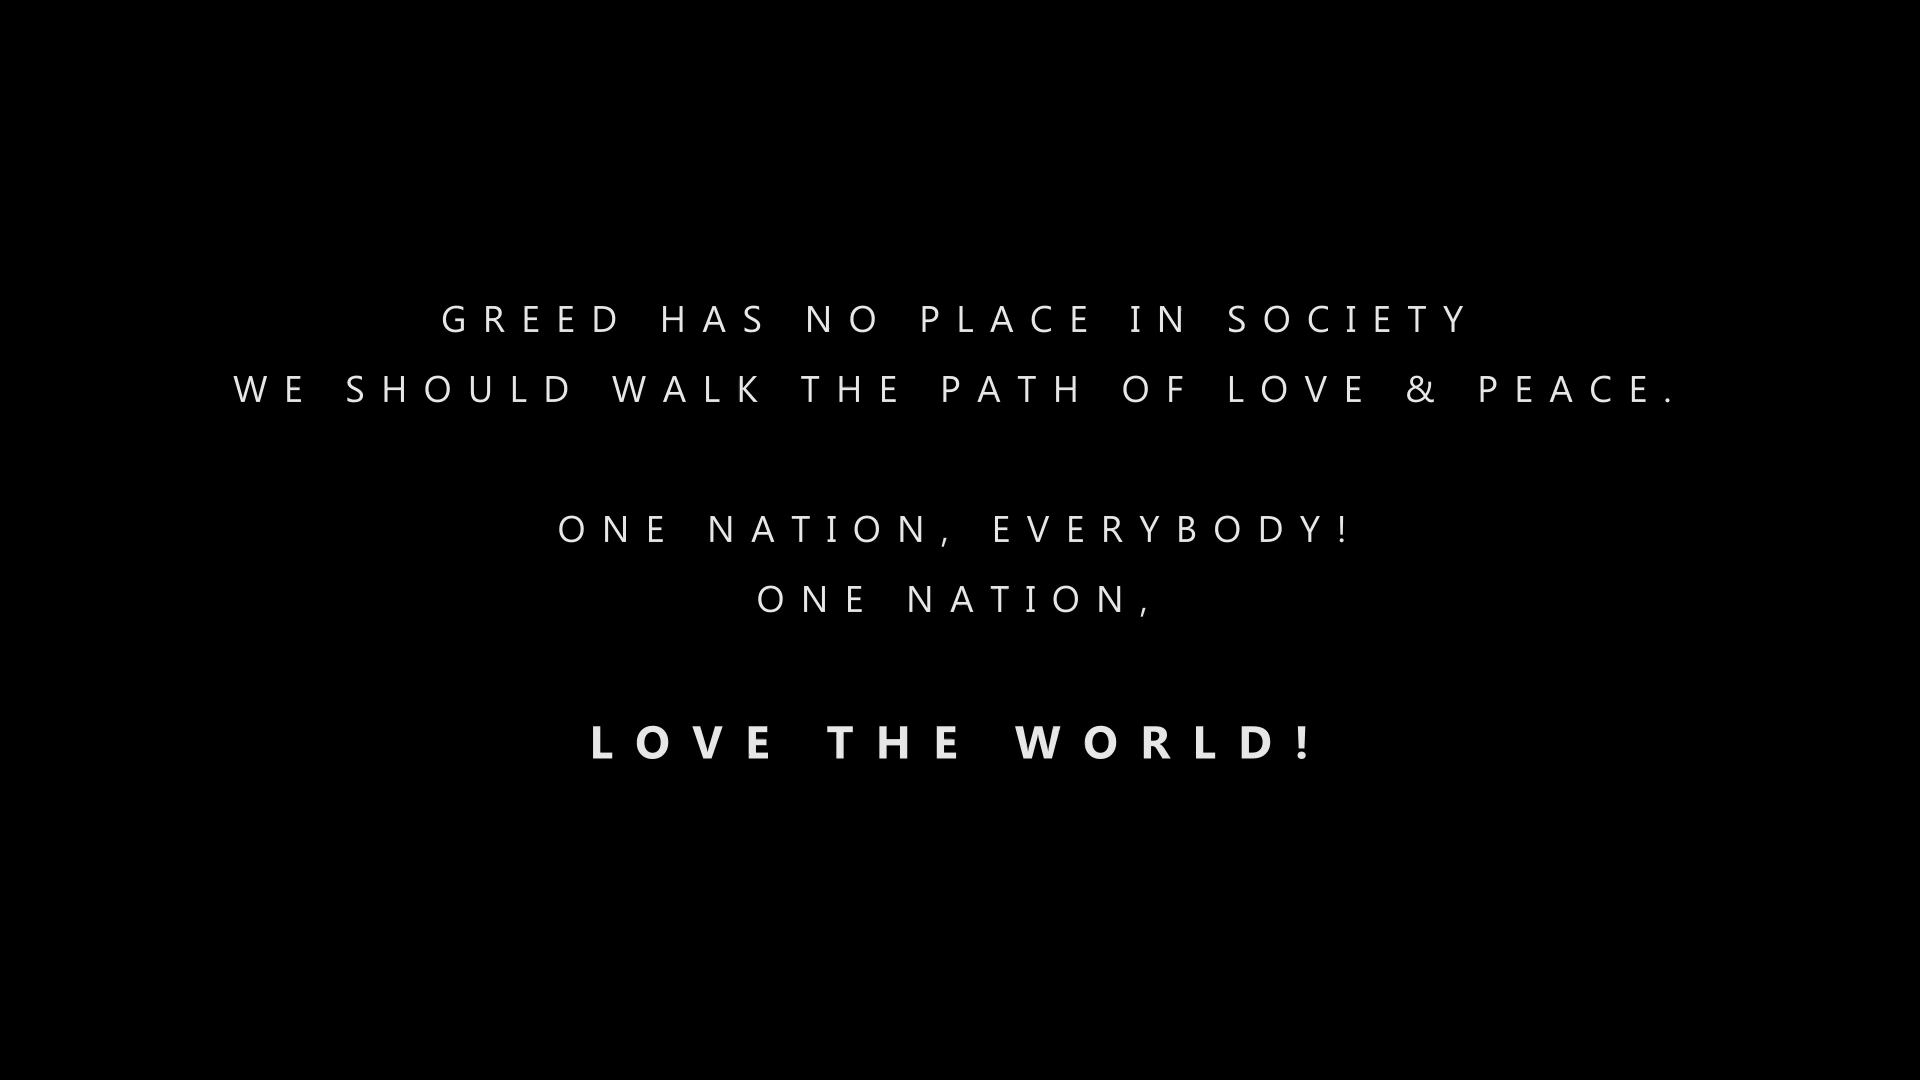 GREED HAS NO PLACE IN SOCIETY
WE SHOULD WALK THE PATH OF LOVE & PEACE.
ONE NATION, EVERYBODY!
ONE NATION,
LOVE THE WORLD!